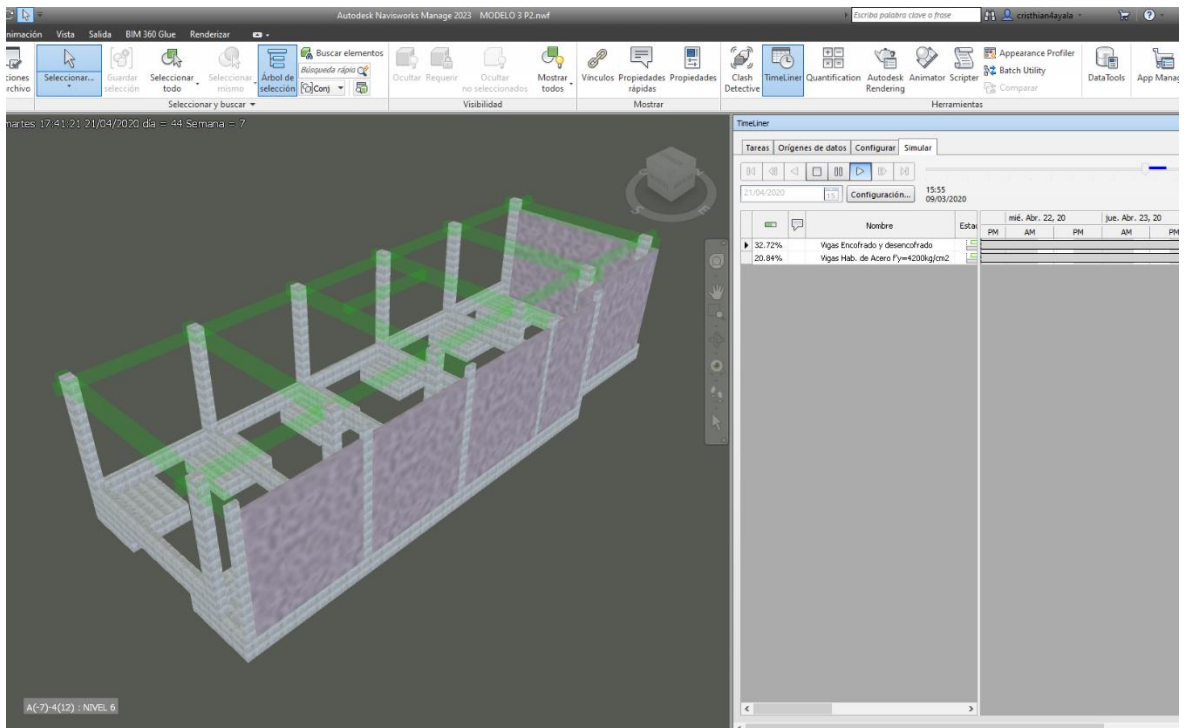 Autodesk Navisworks Manage 2023 MODELO 3 P2.nwf
Escriba palabra clave o frase
cristhian4ayala
nimación Vista Salida BIM 360 Glue Renderizar
ciones
rchivo
Seleccionar...
Guardar
selección
Seleccionar
todo
Seleccionar
mismo
Árbol de
selección
Buscar elementos
Búsqueda rápid
Conj
Seleccionar y buscar
Ocultar Requerir
Ocultar
no seleccionados
Mostrar
todos
Visibilidad
Vínculos
Propiedades
rápidas
Propiedades
Mostrar
Clash
Detective
TimeLiner
Quantification
Autodesk
Rendering
Animator
Scripter
Appearance Profiler
Batch Utility
Comparar
Herramientas
DataTools
App Manag
martes 17:41:21 21/04/2020 día = 44 Semana = 7
TimeLiner
Tareas Orígenes de datos Configurar Simular
21/04/2020
15
Configuración...
15:55
09/03/2020
Nombre Estar
mié. Abr. 22, 20 jue. Abr. 23, 20
PM AM PM AM PM
32.72% Vigas Encofrado y desencofrado
20.84% Vigas Hab. de Acero f'y=4200kg/cm2
S
E
A(-7)-4(12) : NIVEL 6